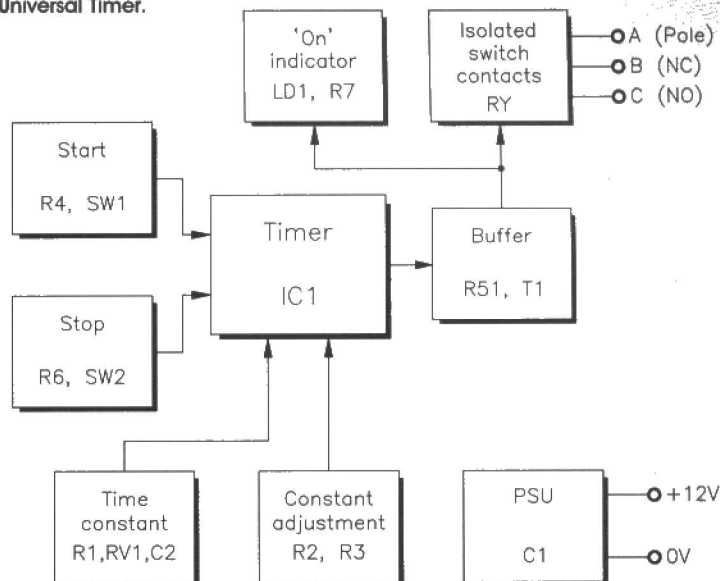 Universal Timer.
'On'
indicator
LD1, R7
Isolated
switch
contacts
RY
A (Pole)
B (NC)
C (NO)
Start
R4, SW1
Timer
IC1
Buffer
R51, T1
Stop
R6, SW2
Time
constant
R1,RV1,C2
Constant
adjustment
R2, R3
PSU
C1
+12V
0V